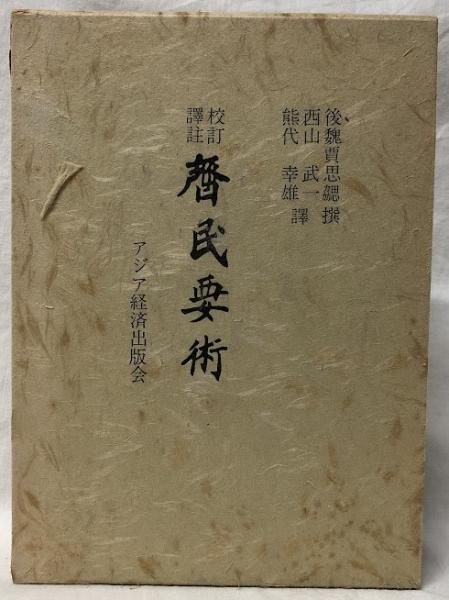 後魏賈思勰撰
西山武一
熊代幸雄 譯
校訂
譯註
齊民要術
アジア経済出版会